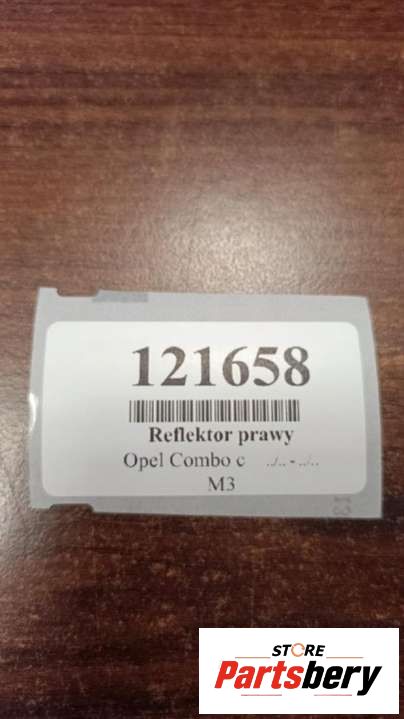 121658
Reflektor prawy
Opel Combo c ../.. - ../..
M3
STORE
Partsbery